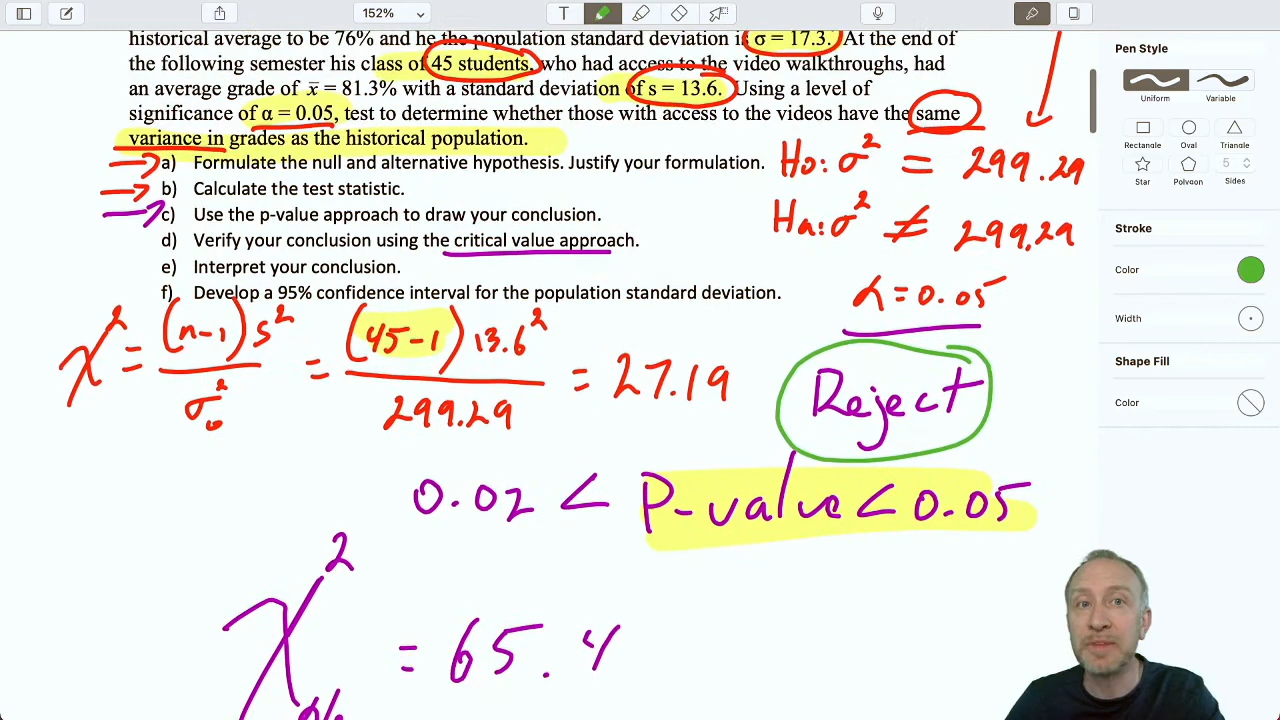 152%
historical average to be 76% and he the population standard deviation is σ = 17.3. At the end of
the following semester his class of 45 students, who had access to the video walkthroughs, had
an average grade of x̄ = 81.3% with a standard deviation of s = 13.6. Using a level of
significance of α = 0.05, test to determine whether those with access to the videos have the same
variance in grades as the historical population.
a) Formulate the null and alternative hypothesis. Justify your formulation.
b) Calculate the test statistic.
c) Use the p-value approach to draw your conclusion.
d) Verify your conclusion using the critical value approach.
e) Interpret your conclusion.
f) Develop a 95% confidence interval for the population standard deviation.
Ho: σ² = 299.29
Ha: σ² ≠ 299.29
α = 0.05
χ² = (n-1)s² / σ₀² = (45-1)13.6² / 299.29 = 27.19
Reject
0.02 < P-value < 0.05
χ² = 65.4
Pen Style
Uniform Variable
Rectangle Oval Triangle
Star Polygon 5 Sides
Stroke
Color
Width
Shape Fill
Color